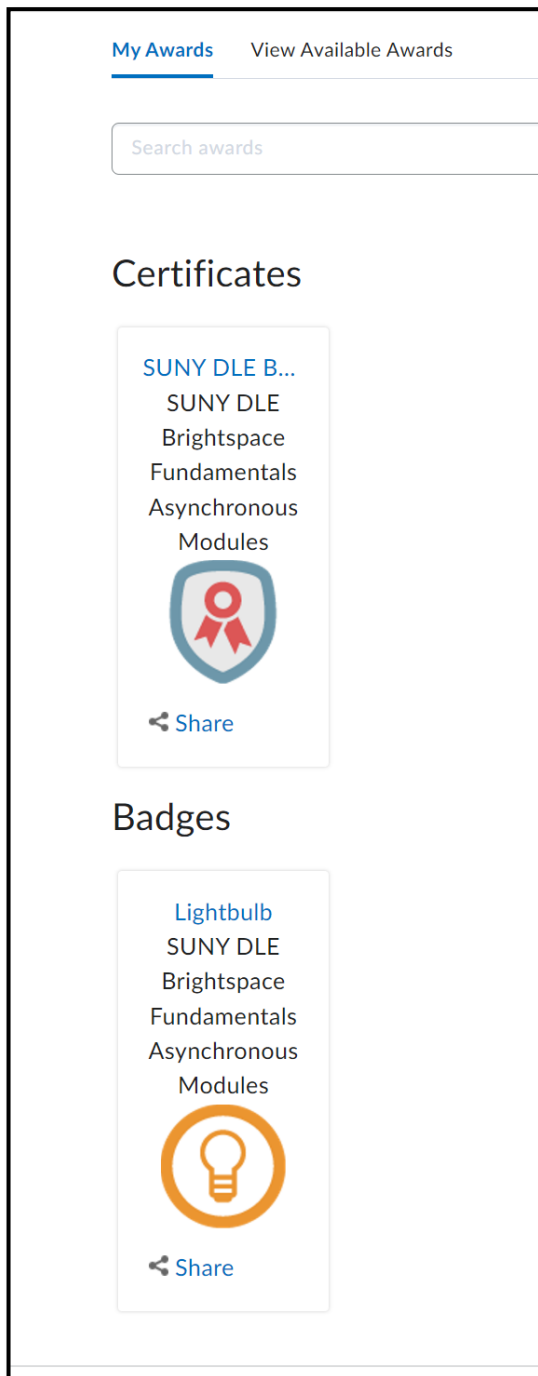 My Awards View Available Awards
Search awards
Certificates
SUNY DLE B...
SUNY DLE
Brightspace
Fundamentals
Asynchronous
Modules
Share
Badges
Lightbulb
SUNY DLE
Brightspace
Fundamentals
Asynchronous
Modules
Share